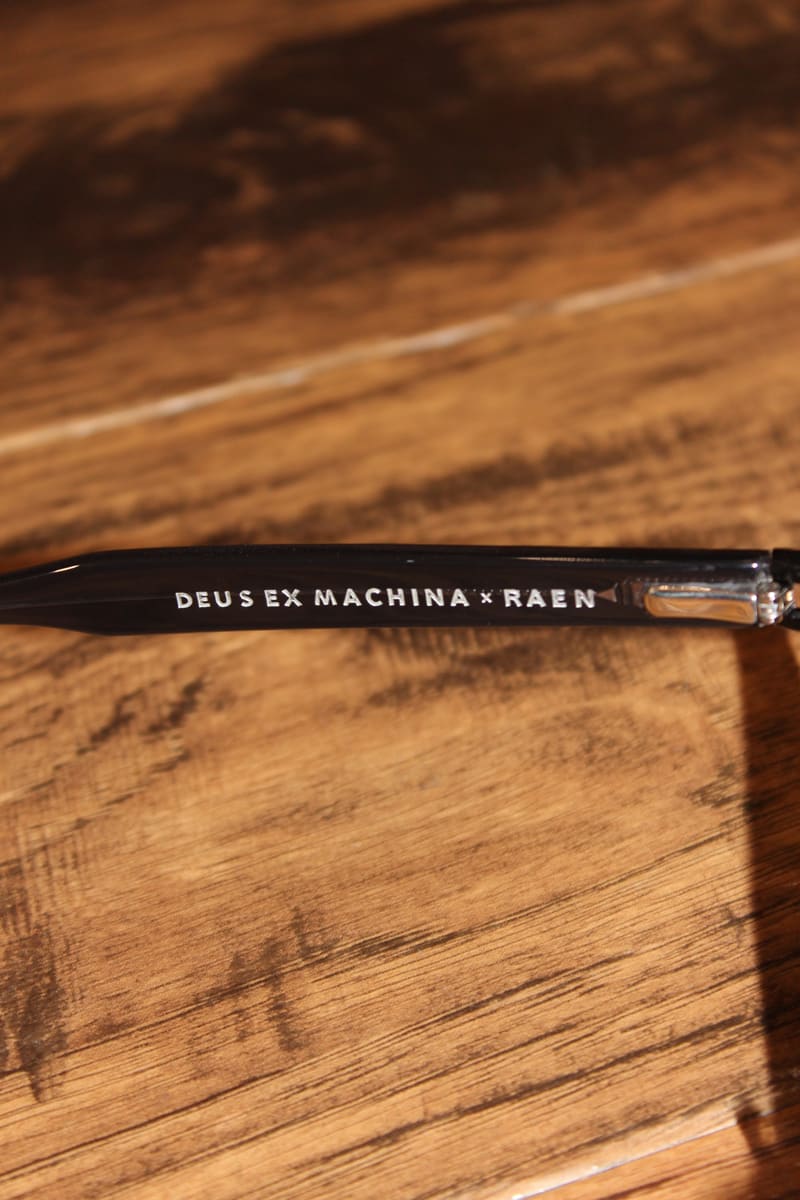 DEUS EX MACHINA × RAEN